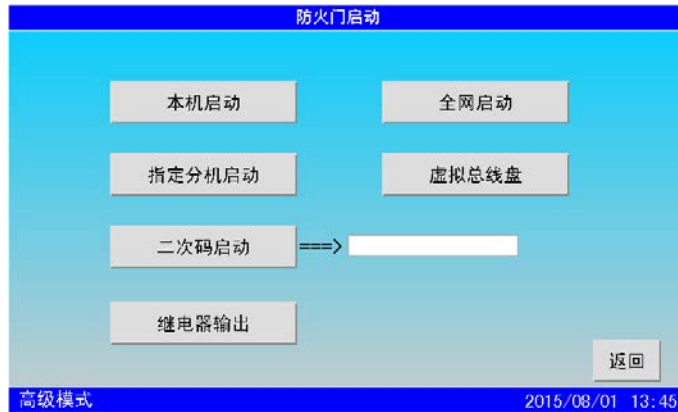 防火门启动
本机启动 全网启动
指定分机启动 虚拟总线盘
二次码启动 ===>
继电器输出
返回
高级模式 2015/08/01 13:45